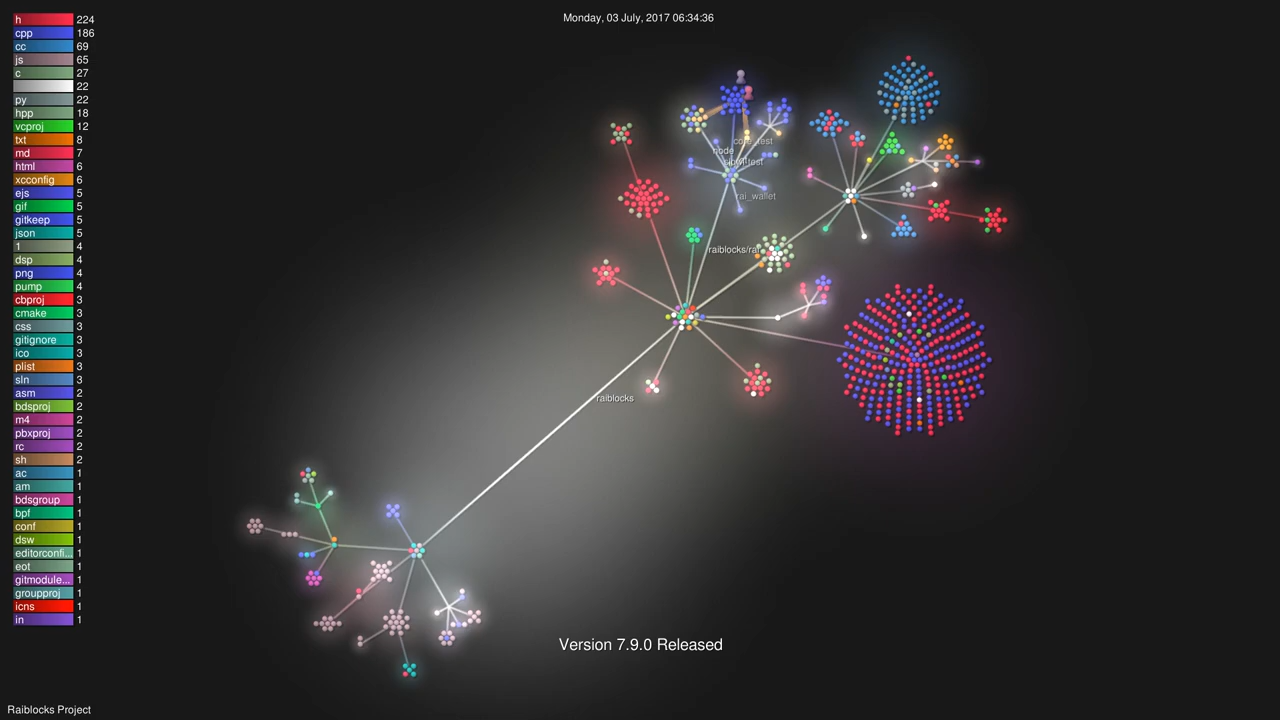 Monday, 03 July, 2017 06:34:36
h 224
cpp 186
cc 69
js 65
c 27
22
py 22
hpp 18
vcproj 12
txt 8
md 7
html 6
xcconfig 6
ejs 5
gif 5
gitkeep 5
json 5
1 4
dsp 4
png 4
pump 4
cbproj 3
cmake 3
css 3
gitignore 3
ico 3
plist 3
sln 3
asm 2
bdsproj 2
m4 2
pbxproj 2
rc 2
sh 2
ac 1
am 1
bdsgroup 1
bpf 1
conf 1
dsw 1
editorconfi... 1
eot 1
gitmodule... 1
groupproj 1
icns 1
in 1
core_test
node
slow_test
rai_wallet
raiblocks/rai
raiblocks
Version 7.9.0 Released
Raiblocks Project